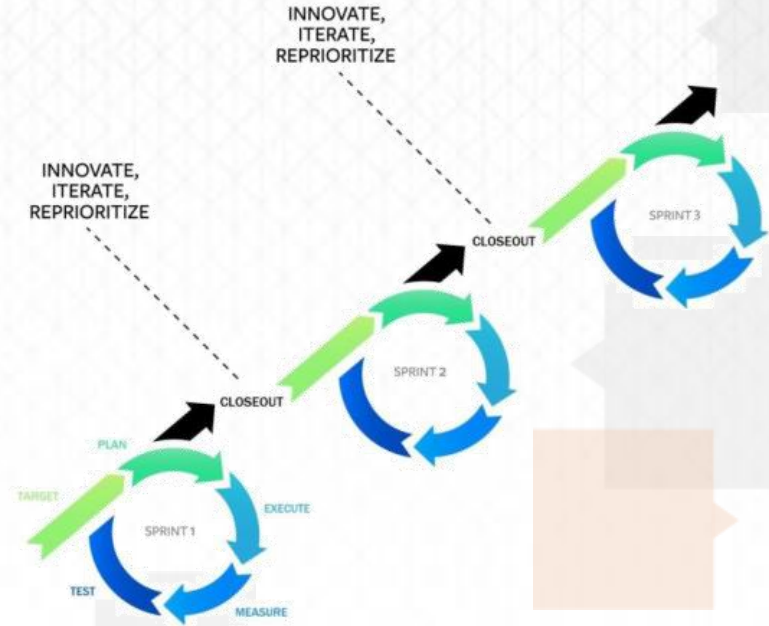 INNOVATE,
ITERATE,
REPRIORITIZE
INNOVATE,
ITERATE,
REPRIORITIZE
SPRINT 3
CLOSEOUT
SPRINT 2
CLOSEOUT
PLAN
TARGET
EXECUTE
SPRINT 1
TEST
MEASURE